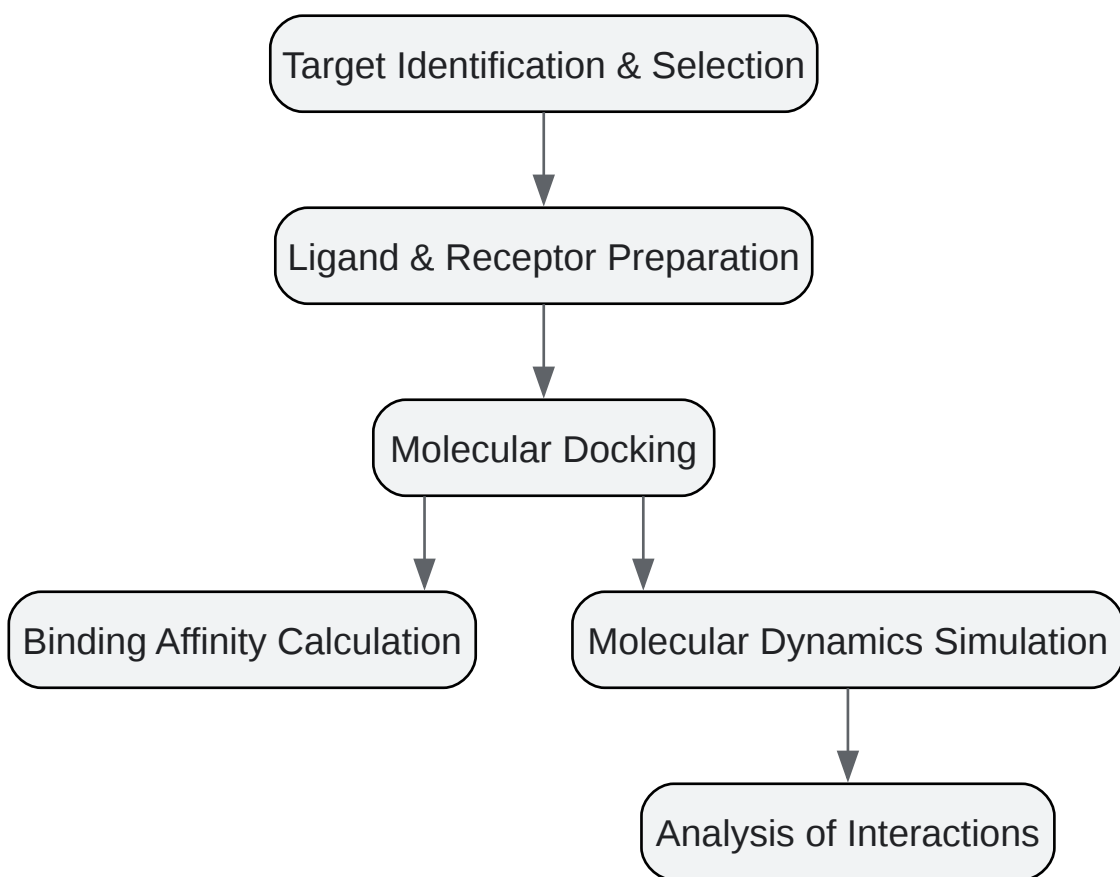 Target Identification & Selection
Ligand & Receptor Preparation
Molecular Docking
Binding Affinity Calculation
Molecular Dynamics Simulation
Analysis of Interactions